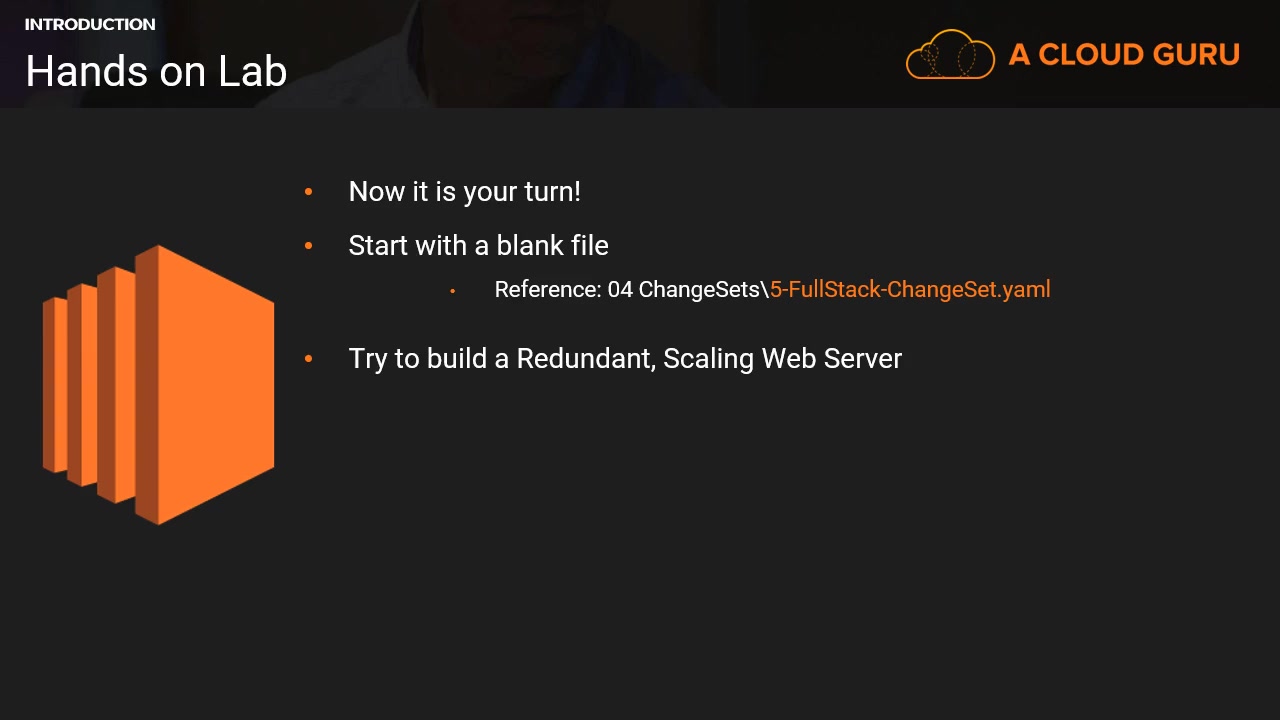 INTRODUCTION
Hands on Lab
A CLOUD GURU
• Now it is your turn!
• Start with a blank file
• Reference: 04 ChangeSets\5-FullStack-ChangeSet.yaml
• Try to build a Redundant, Scaling Web Server